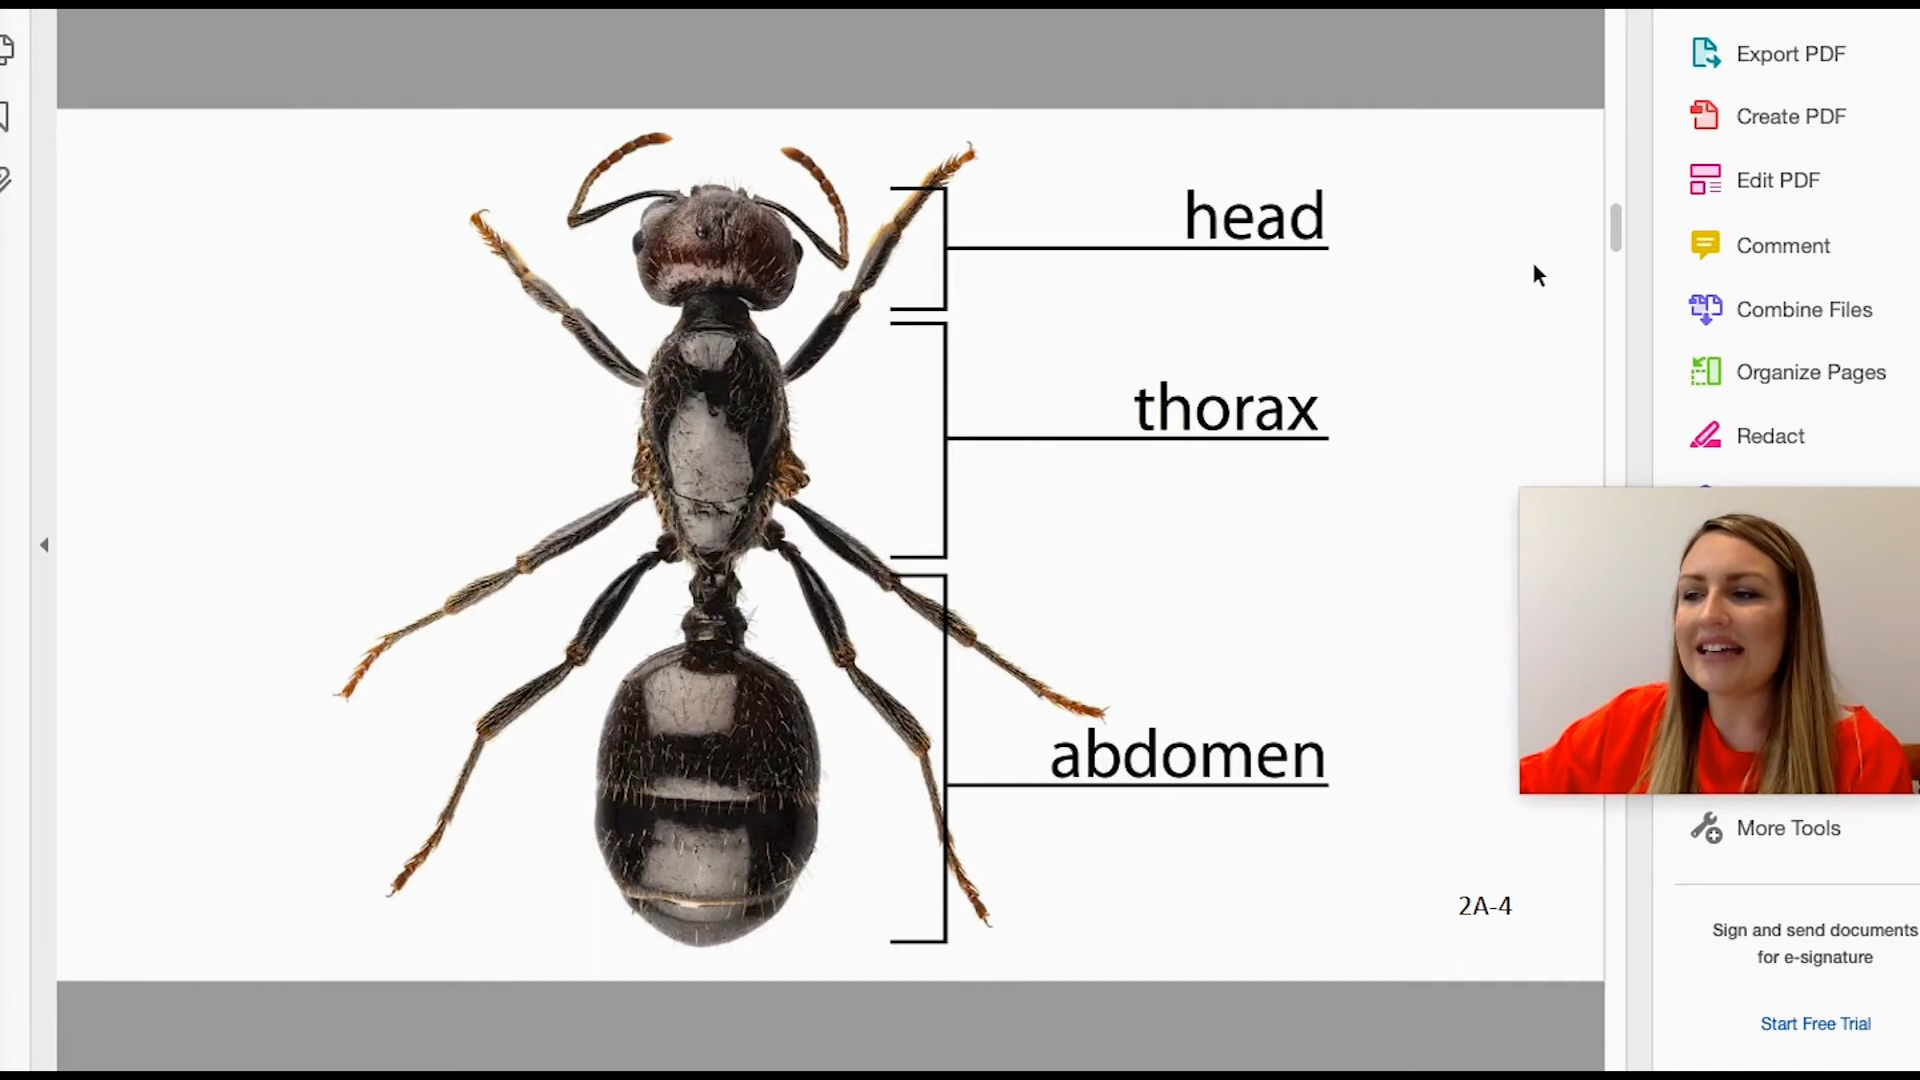 head
thorax
abdomen
2A-4
Export PDF
Create PDF
Edit PDF
Comment
Combine Files
Organize Pages
Redact
More Tools
Sign and send documents
for e-signature
Start Free Trial